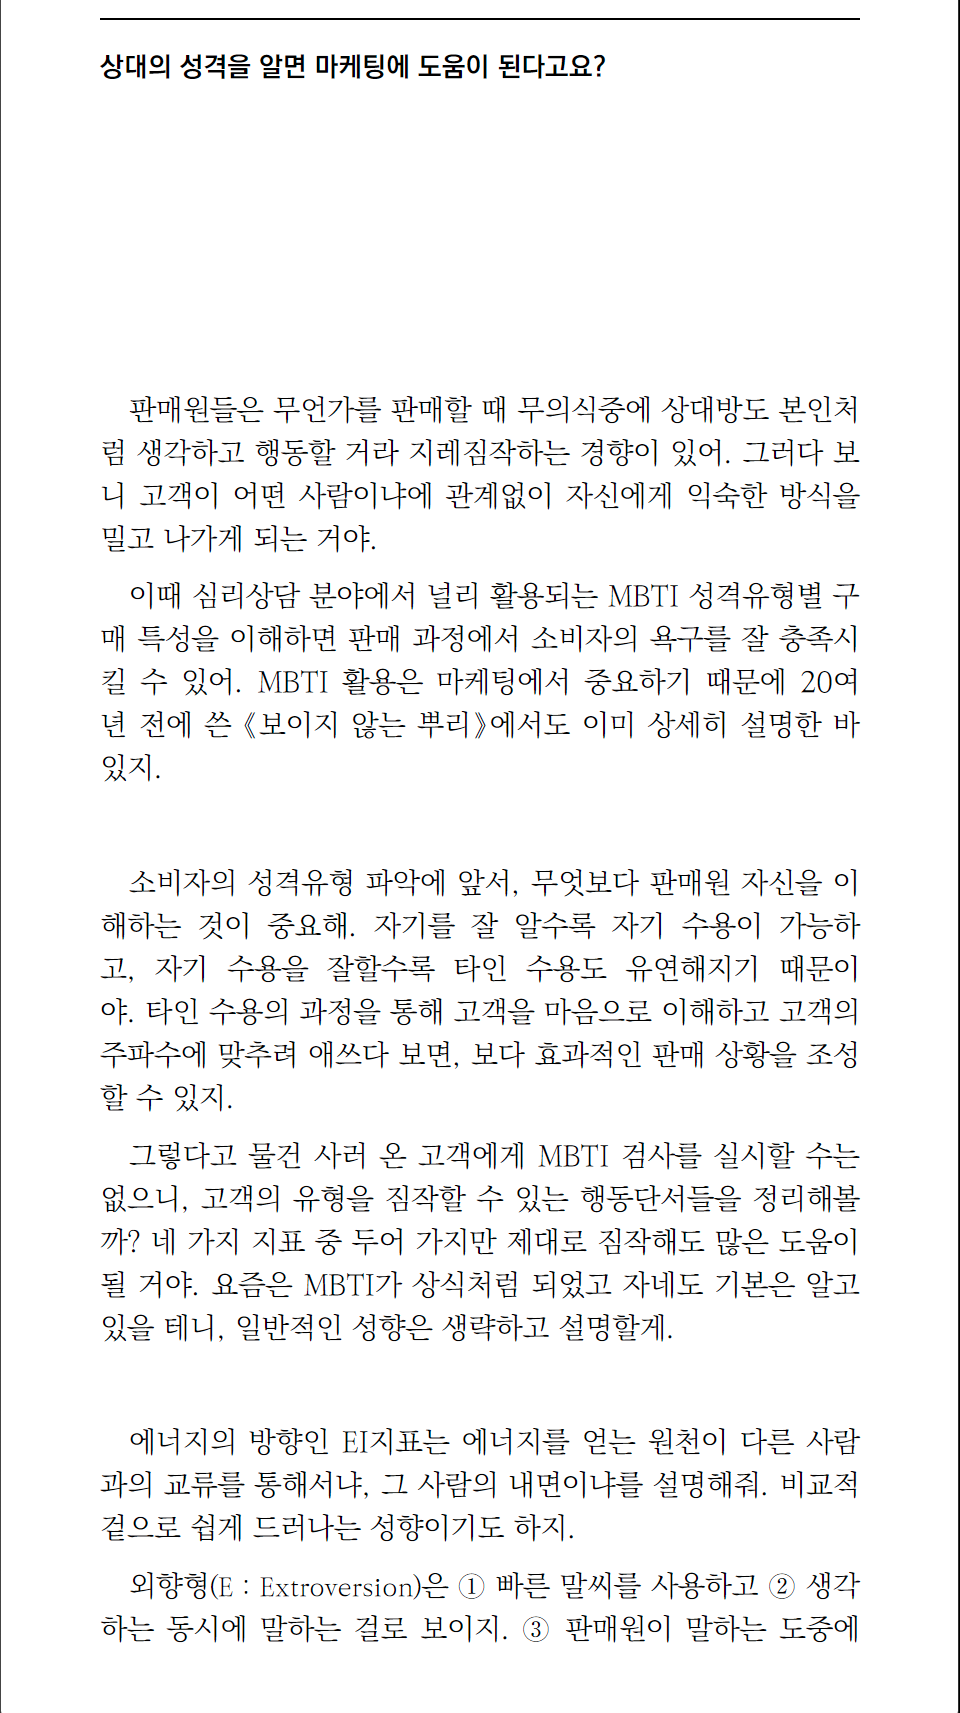 상대의 성격을 알면 마케팅에 도움이 된다고요?
판매원들은 무언가를 판매할 때 무의식중에 상대방도 본인처
럼 생각하고 행동할 거라 지레짐작하는 경향이 있어. 그러다 보
니 고객이 어떤 사람이냐에 관계없이 자신에게 익숙한 방식을
밀고 나가게 되는 거야.
이때 심리상담 분야에서 널리 활용되는 MBTI 성격유형별 구
매 특성을 이해하면 판매 과정에서 소비자의 욕구를 잘 충족시
킬 수 있어. MBTI 활용은 마케팅에서 중요하기 때문에 20여
년 전에 쓴 《보이지 않는 뿌리》에서도 이미 상세히 설명한 바
있지.
소비자의 성격유형 파악에 앞서, 무엇보다 판매원 자신을 이
해하는 것이 중요해. 자기를 잘 알수록 자기 수용이 가능하
고, 자기 수용을 잘할수록 타인 수용도 유연해지기 때문이
야. 타인 수용의 과정을 통해 고객을 마음으로 이해하고 고객의
주파수에 맞추려 애쓰다 보면, 보다 효과적인 판매 상황을 조성
할 수 있지.
그렇다고 물건 사러 온 고객에게 MBTI 검사를 실시할 수는
없으니, 고객의 유형을 짐작할 수 있는 행동단서들을 정리해볼
까? 네 가지 지표 중 두어 가지만 제대로 짐작해도 많은 도움이
될 거야. 요즘은 MBTI가 상식처럼 되었고 자네도 기본은 알고
있을 테니, 일반적인 성향은 생략하고 설명할게.
에너지의 방향인 EI지표는 에너지를 얻는 원천이 다른 사람
과의 교류를 통해서냐, 그 사람의 내면이냐를 설명해줘. 비교적
겉으로 쉽게 드러나는 성향이기도 하지.
외향형(E : Extroversion)은 ① 빠른 말씨를 사용하고 ② 생각
하는 동시에 말하는 걸로 보이지. ③ 판매원이 말하는 도중에